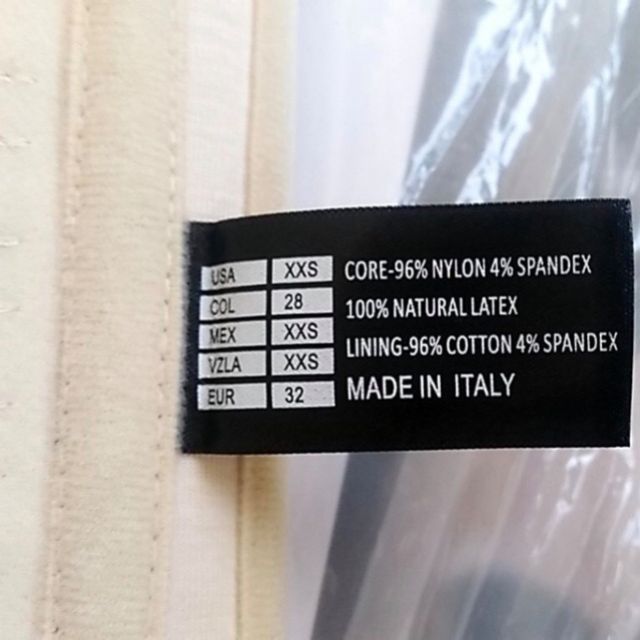 USA XXS
COL 28
MEX XXS
VZLA XXS
EUR 32
CORE-96% NYLON 4% SPANDEX
100% NATURAL LATEX
LINING-96% COTTON 4% SPANDEX
MADE IN ITALY